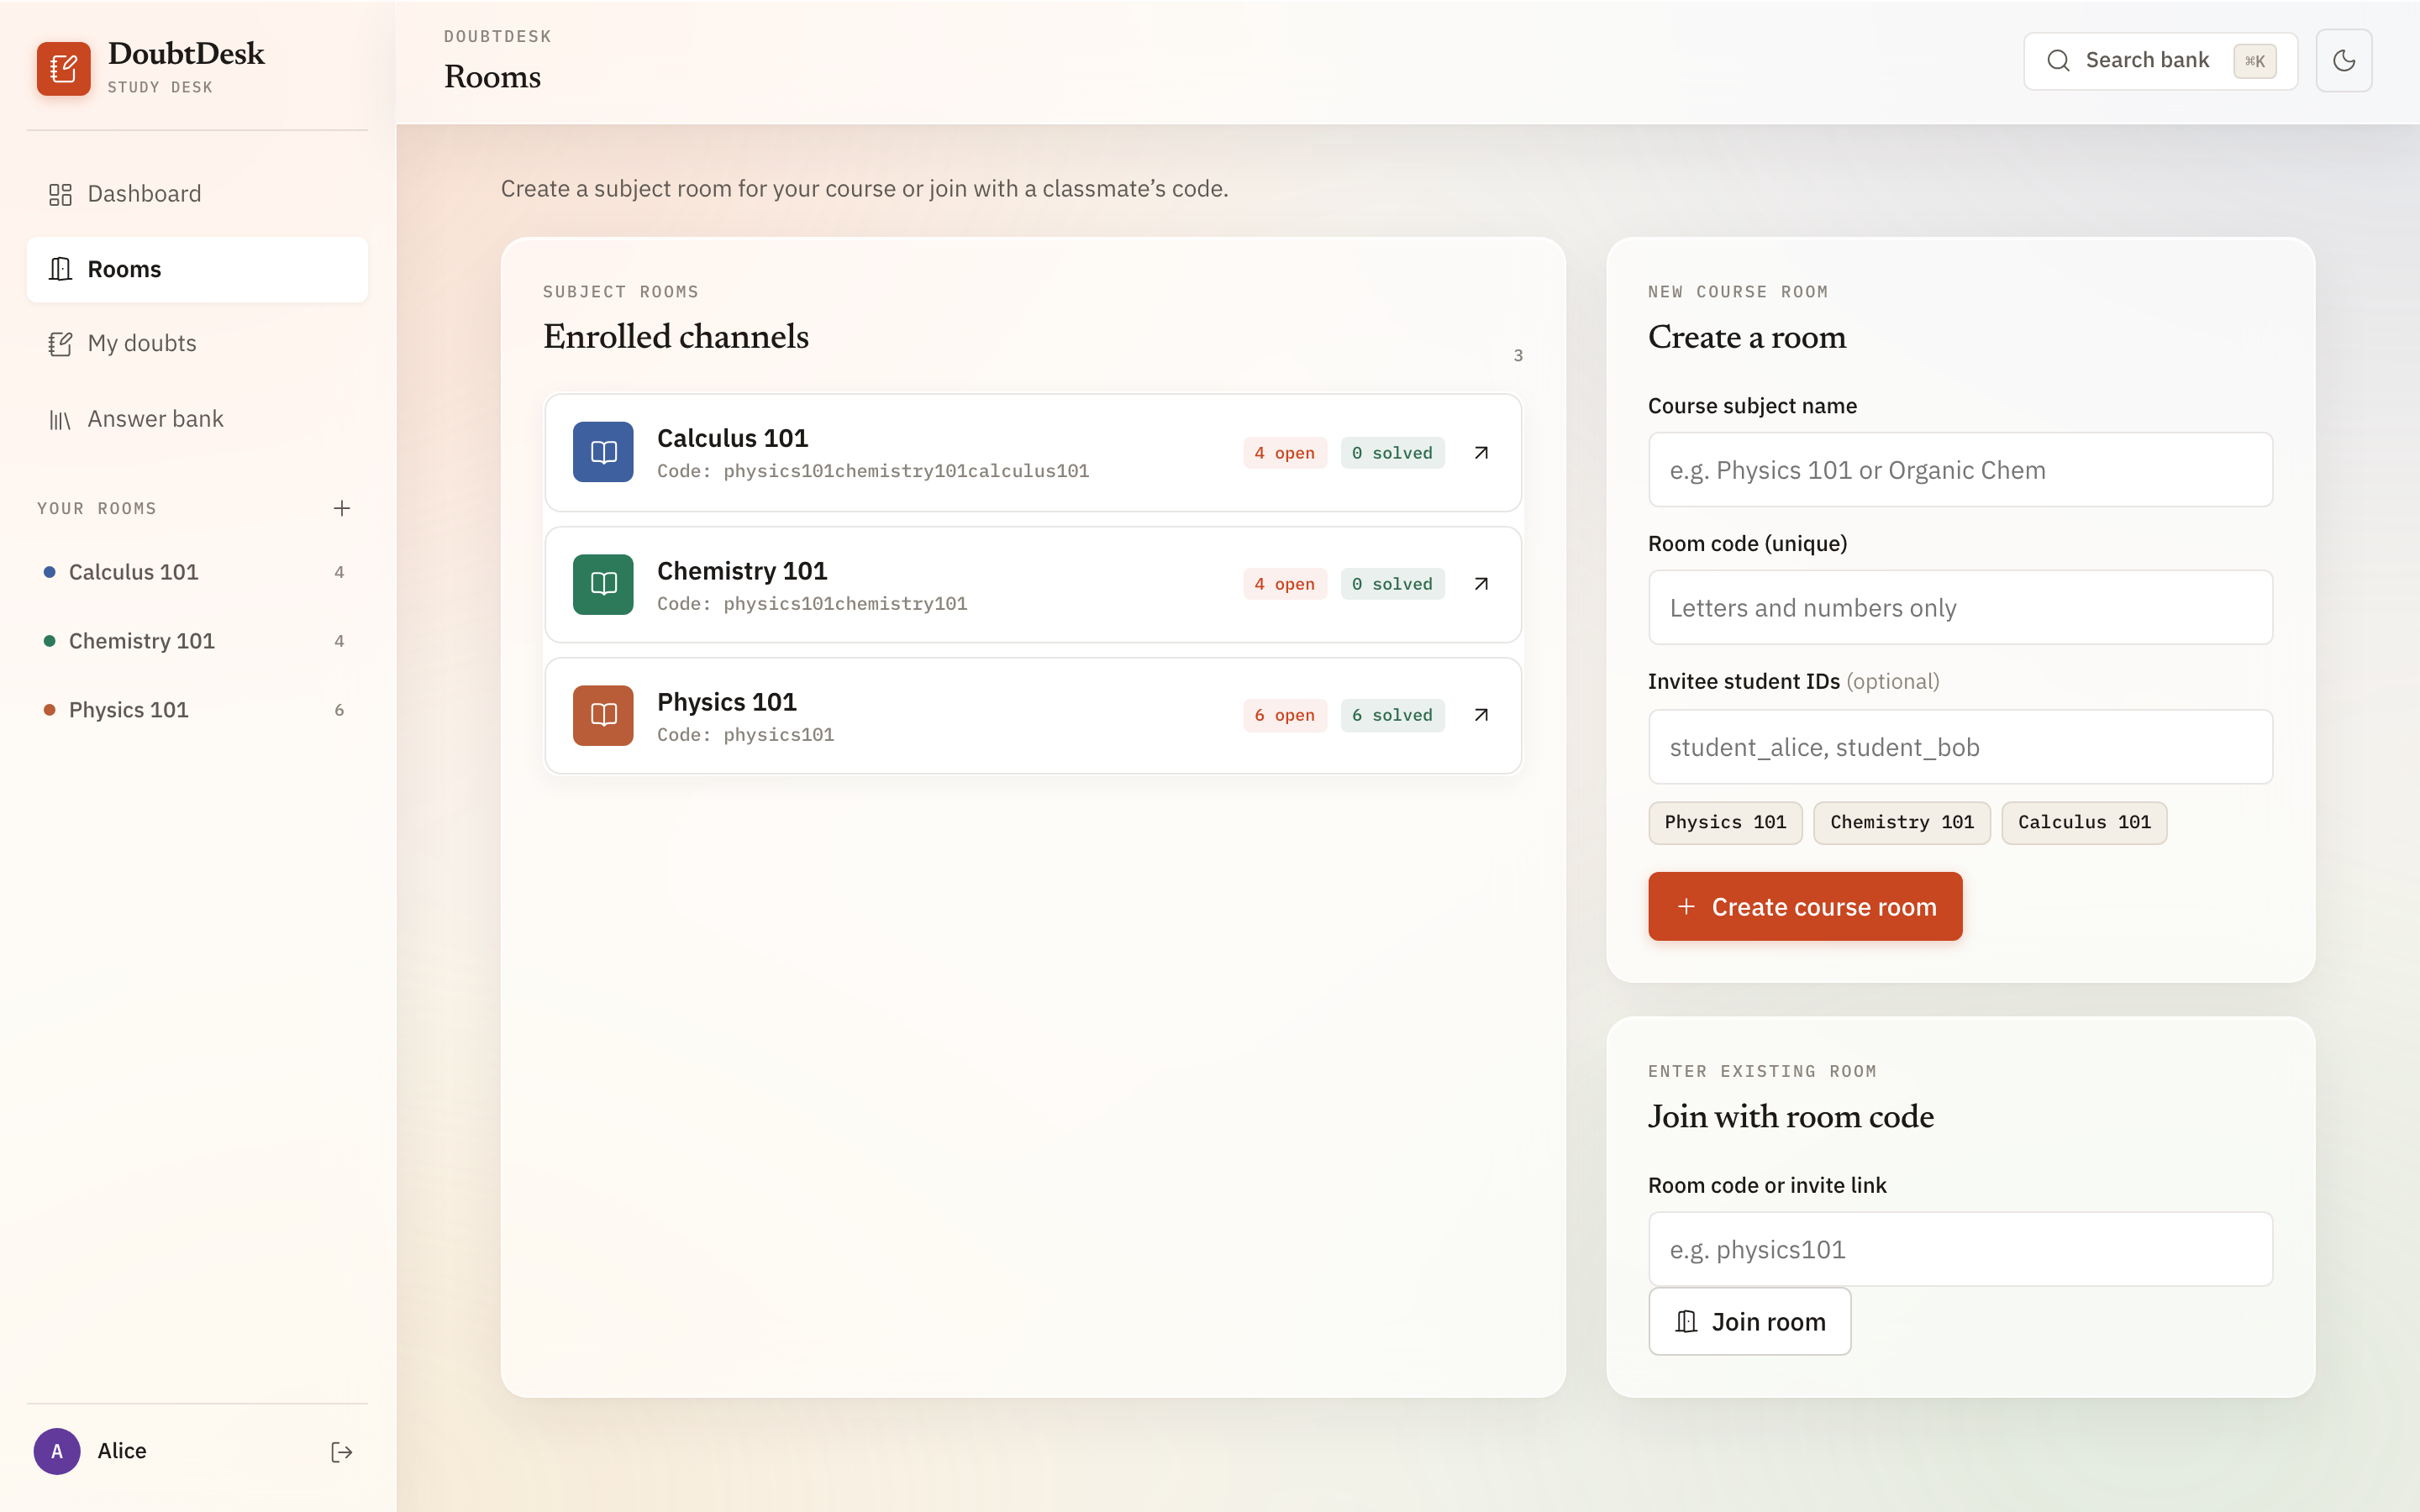 DoubtDesk
STUDY DESK
Dashboard
Rooms
My doubts
Answer bank
YOUR ROOMS
Calculus 101 4
Chemistry 101 4
Physics 101 6
A Alice
DOUBTDESK
Rooms
Search bank ⌘K
Create a subject room for your course or join with a classmate’s code.
SUBJECT ROOMS
Enrolled channels
3
Calculus 101
Code: physics101chemistry101calculus101
4 open 0 solved
Chemistry 101
Code: physics101chemistry101
4 open 0 solved
Physics 101
Code: physics101
6 open 6 solved
NEW COURSE ROOM
Create a room
Course subject name
e.g. Physics 101 or Organic Chem
Room code (unique)
Letters and numbers only
Invitee student IDs (optional)
student_alice, student_bob
Physics 101 Chemistry 101 Calculus 101
Create course room
ENTER EXISTING ROOM
Join with room code
Room code or invite link
e.g. physics101
Join room